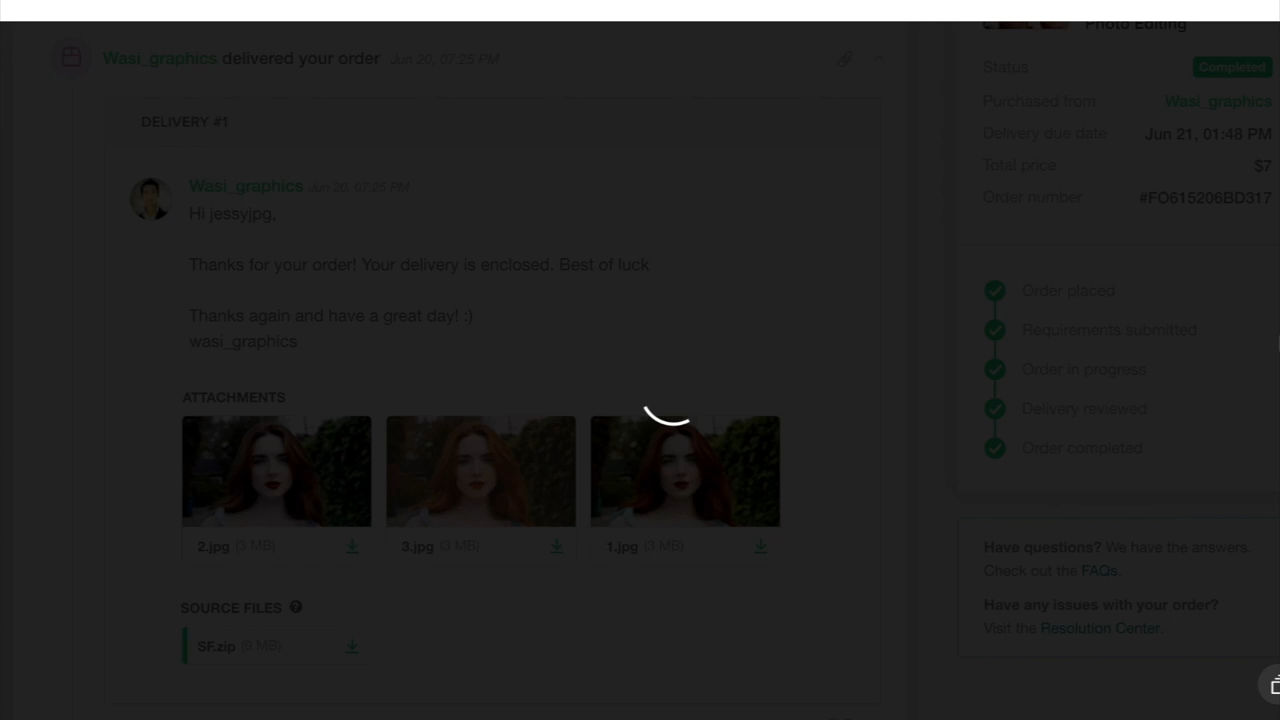 Wasi_graphics delivered your order Jun 20, 07:25 PM
DELIVERY #1
Wasi_graphics Jun 20, 07:25 PM
Hi jessyjpg,
Thanks for your order! Your delivery is enclosed. Best of luck
Thanks again and have a great day! :)
wasi_graphics
ATTACHMENTS
2.jpg (3 MB)
3.jpg (3 MB)
1.jpg (3 MB)
SOURCE FILES
SF.zip (9 MB)
Photo Editing
Status Completed
Purchased from Wasi_graphics
Delivery due date Jun 21, 01:48 PM
Total price $7
Order number #FO615206BD317
Order placed
Requirements submitted
Order in progress
Delivery reviewed
Order completed
Have questions? We have the answers.
Check out the FAQs.
Have any issues with your order?
Visit the Resolution Center.